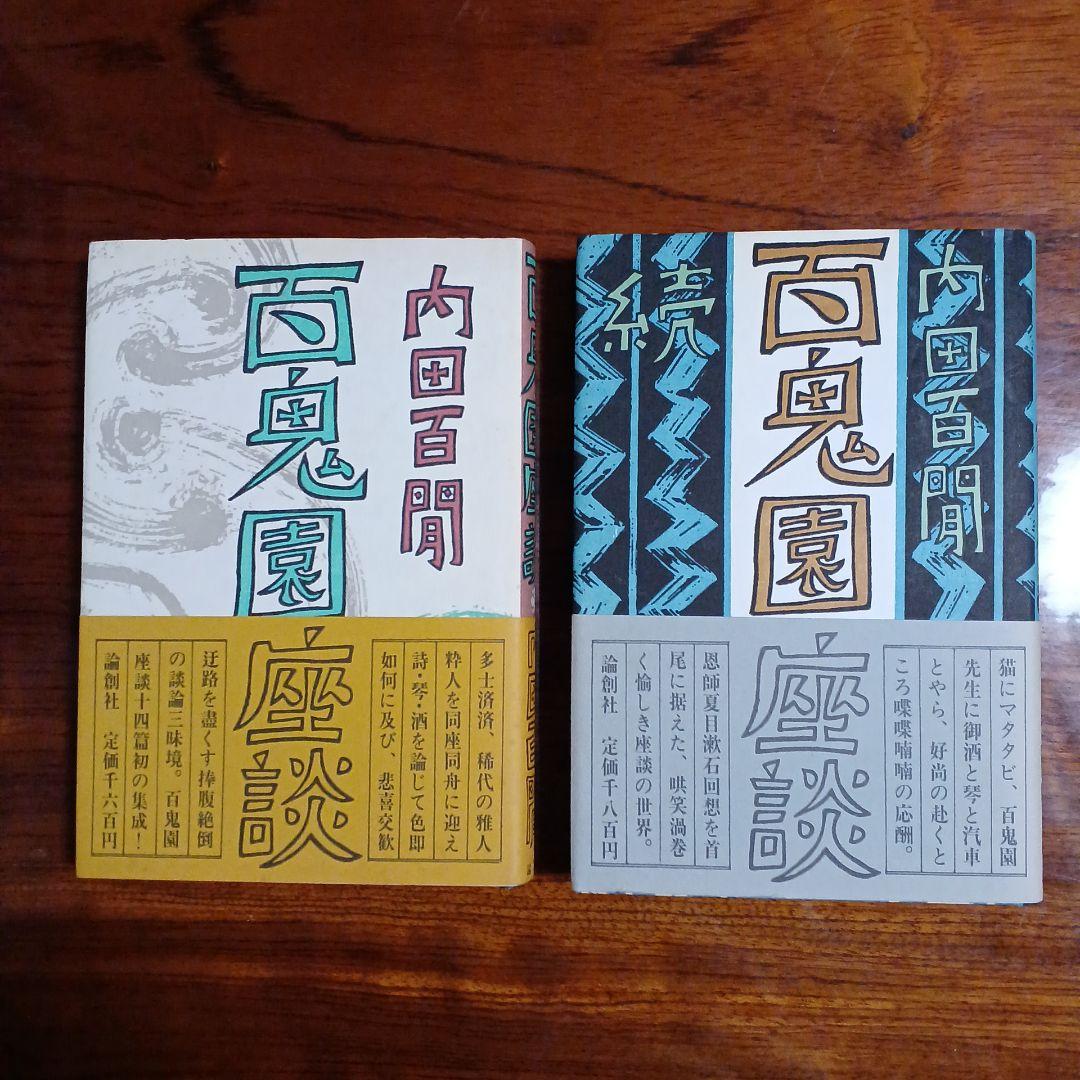 内田百閒
百鬼園
座談
多士済済、稀代の雅人
粋人を同座同舟に迎え
詩・琴・酒を論じて色即
如何に及び、悲喜交歓
迂路を盡くす捧腹絶倒
の談論三昧境。百鬼園
座談十四篇初の集成！
論創社 定価千六百円
内田百閒
百鬼園
続
座談
猫にマタタビ、百鬼園
先生に御酒と琴と汽車
とやら、好尚の赴くと
ころ喋喋喃喃の応酬。
恩師夏目漱石回想を首
尾に据えた、哄笑渦巻
く愉しき座談の世界。
論創社 定価千八百円